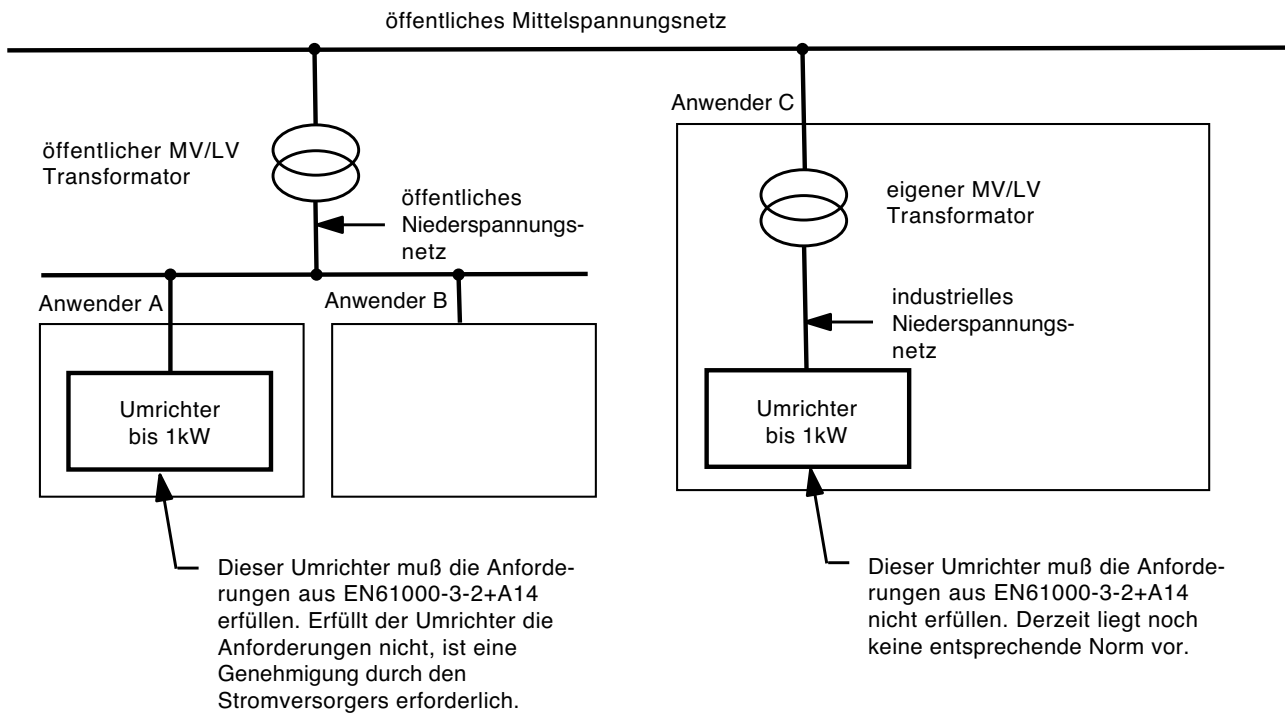 öffentliches Mittelspannungsnetz
Anwender C
öffentlicher MV/LV
Transformator
öffentliches
Niederspannungs-
netz
eigener MV/LV
Transformator
Anwender A
Anwender B
industrielles
Niederspannungs-
netz
Umrichter
bis 1kW
Umrichter
bis 1kW
Dieser Umrichter muß die Anforde-
rungen aus EN61000-3-2+A14
erfüllen. Erfüllt der Umrichter die
Anforderungen nicht, ist eine
Genehmigung durch den
Stromversorgers erforderlich.
Dieser Umrichter muß die Anforde-
rungen aus EN61000-3-2+A14
nicht erfüllen. Derzeit liegt noch
keine entsprechende Norm vor.